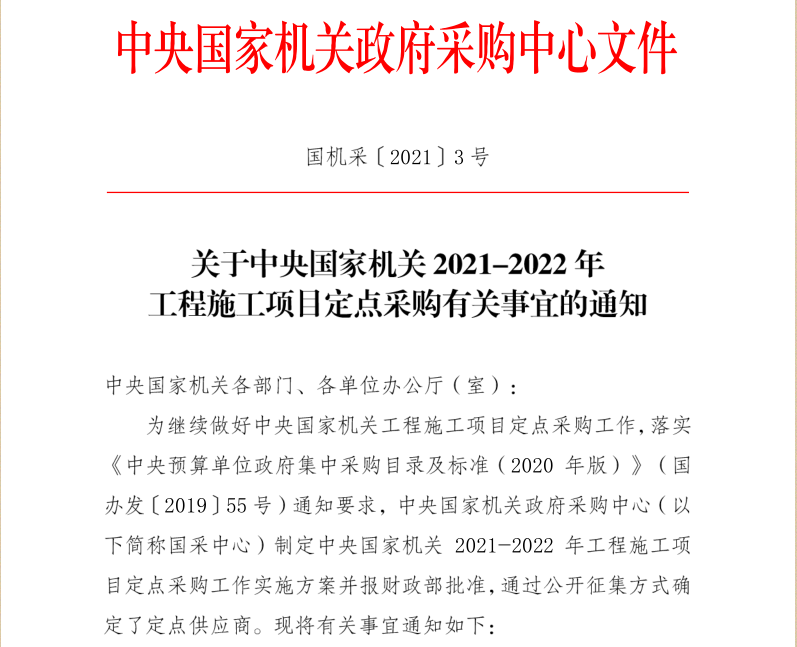 中央国家机关政府采购中心文件
国机采〔2021〕3 号
关于中央国家机关 2021–2022 年
工程施工项目定点采购有关事宜的通知
中央国家机关各部门、各单位办公厅（室）:
为继续做好中央国家机关工程施工项目定点采购工作,落实
《中央预算单位政府集中采购目录及标准（2020 年版）》（国
办发〔2019〕55 号）通知要求, 中央国家机关政府采购中心（以
下简称国采中心）制定中央国家机关 2021–2022 年工程施工项
目定点采购工作实施方案并报财政部批准,通过公开征集方式确
定了定点供应商。现将有关事宜通知如下: